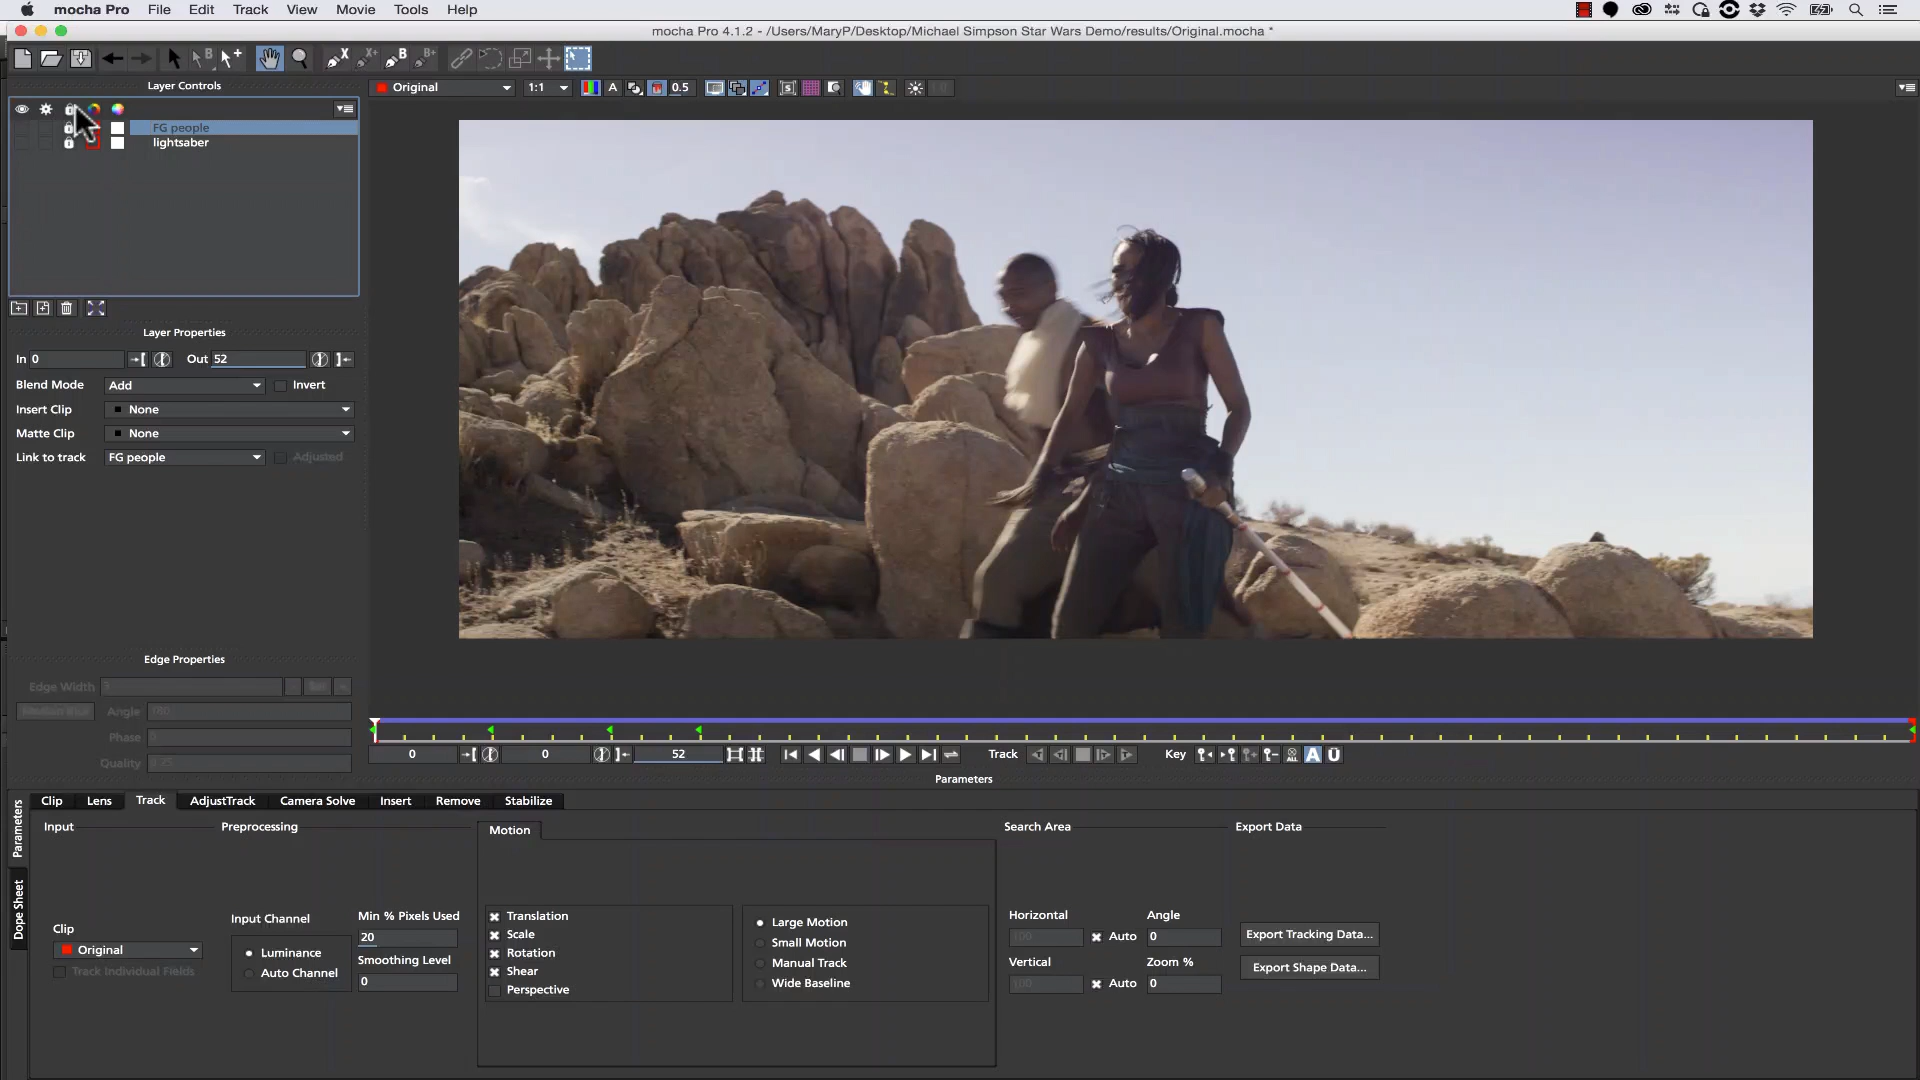 mocha Pro File Edit Track View Movie Tools Help
mocha Pro 4.1.2 - /Users/MaryP/Desktop/Michael Simpson Star Wars Demo/results/Original.mocha *
Layer Controls
Original 1:1 A 0.5
FG people
lightsaber
Layer Properties
In 0 Out 52
Blend Mode Add Invert
Insert Clip None
Matte Clip None
Link to track FG people Adjusted
Edge Properties
Edge Width
Angle 180
Phase 0
Quality 0.25
0 0 52 Track Key ALL A Ü
Parameters
Clip Lens Track AdjustTrack Camera Solve Insert Remove Stabilize
Parameters
Dope Sheet
Input Preprocessing Motion Search Area Export Data
Clip
Original
Track Individual Fields
Input Channel
Luminance
Auto Channel
Min % Pixels Used
20
Smoothing Level
0
Translation
Scale
Rotation
Shear
Perspective
Large Motion
Small Motion
Manual Track
Wide Baseline
Horizontal Angle
100 Auto 0
Vertical Zoom %
100 Auto 0
Export Tracking Data...
Export Shape Data...